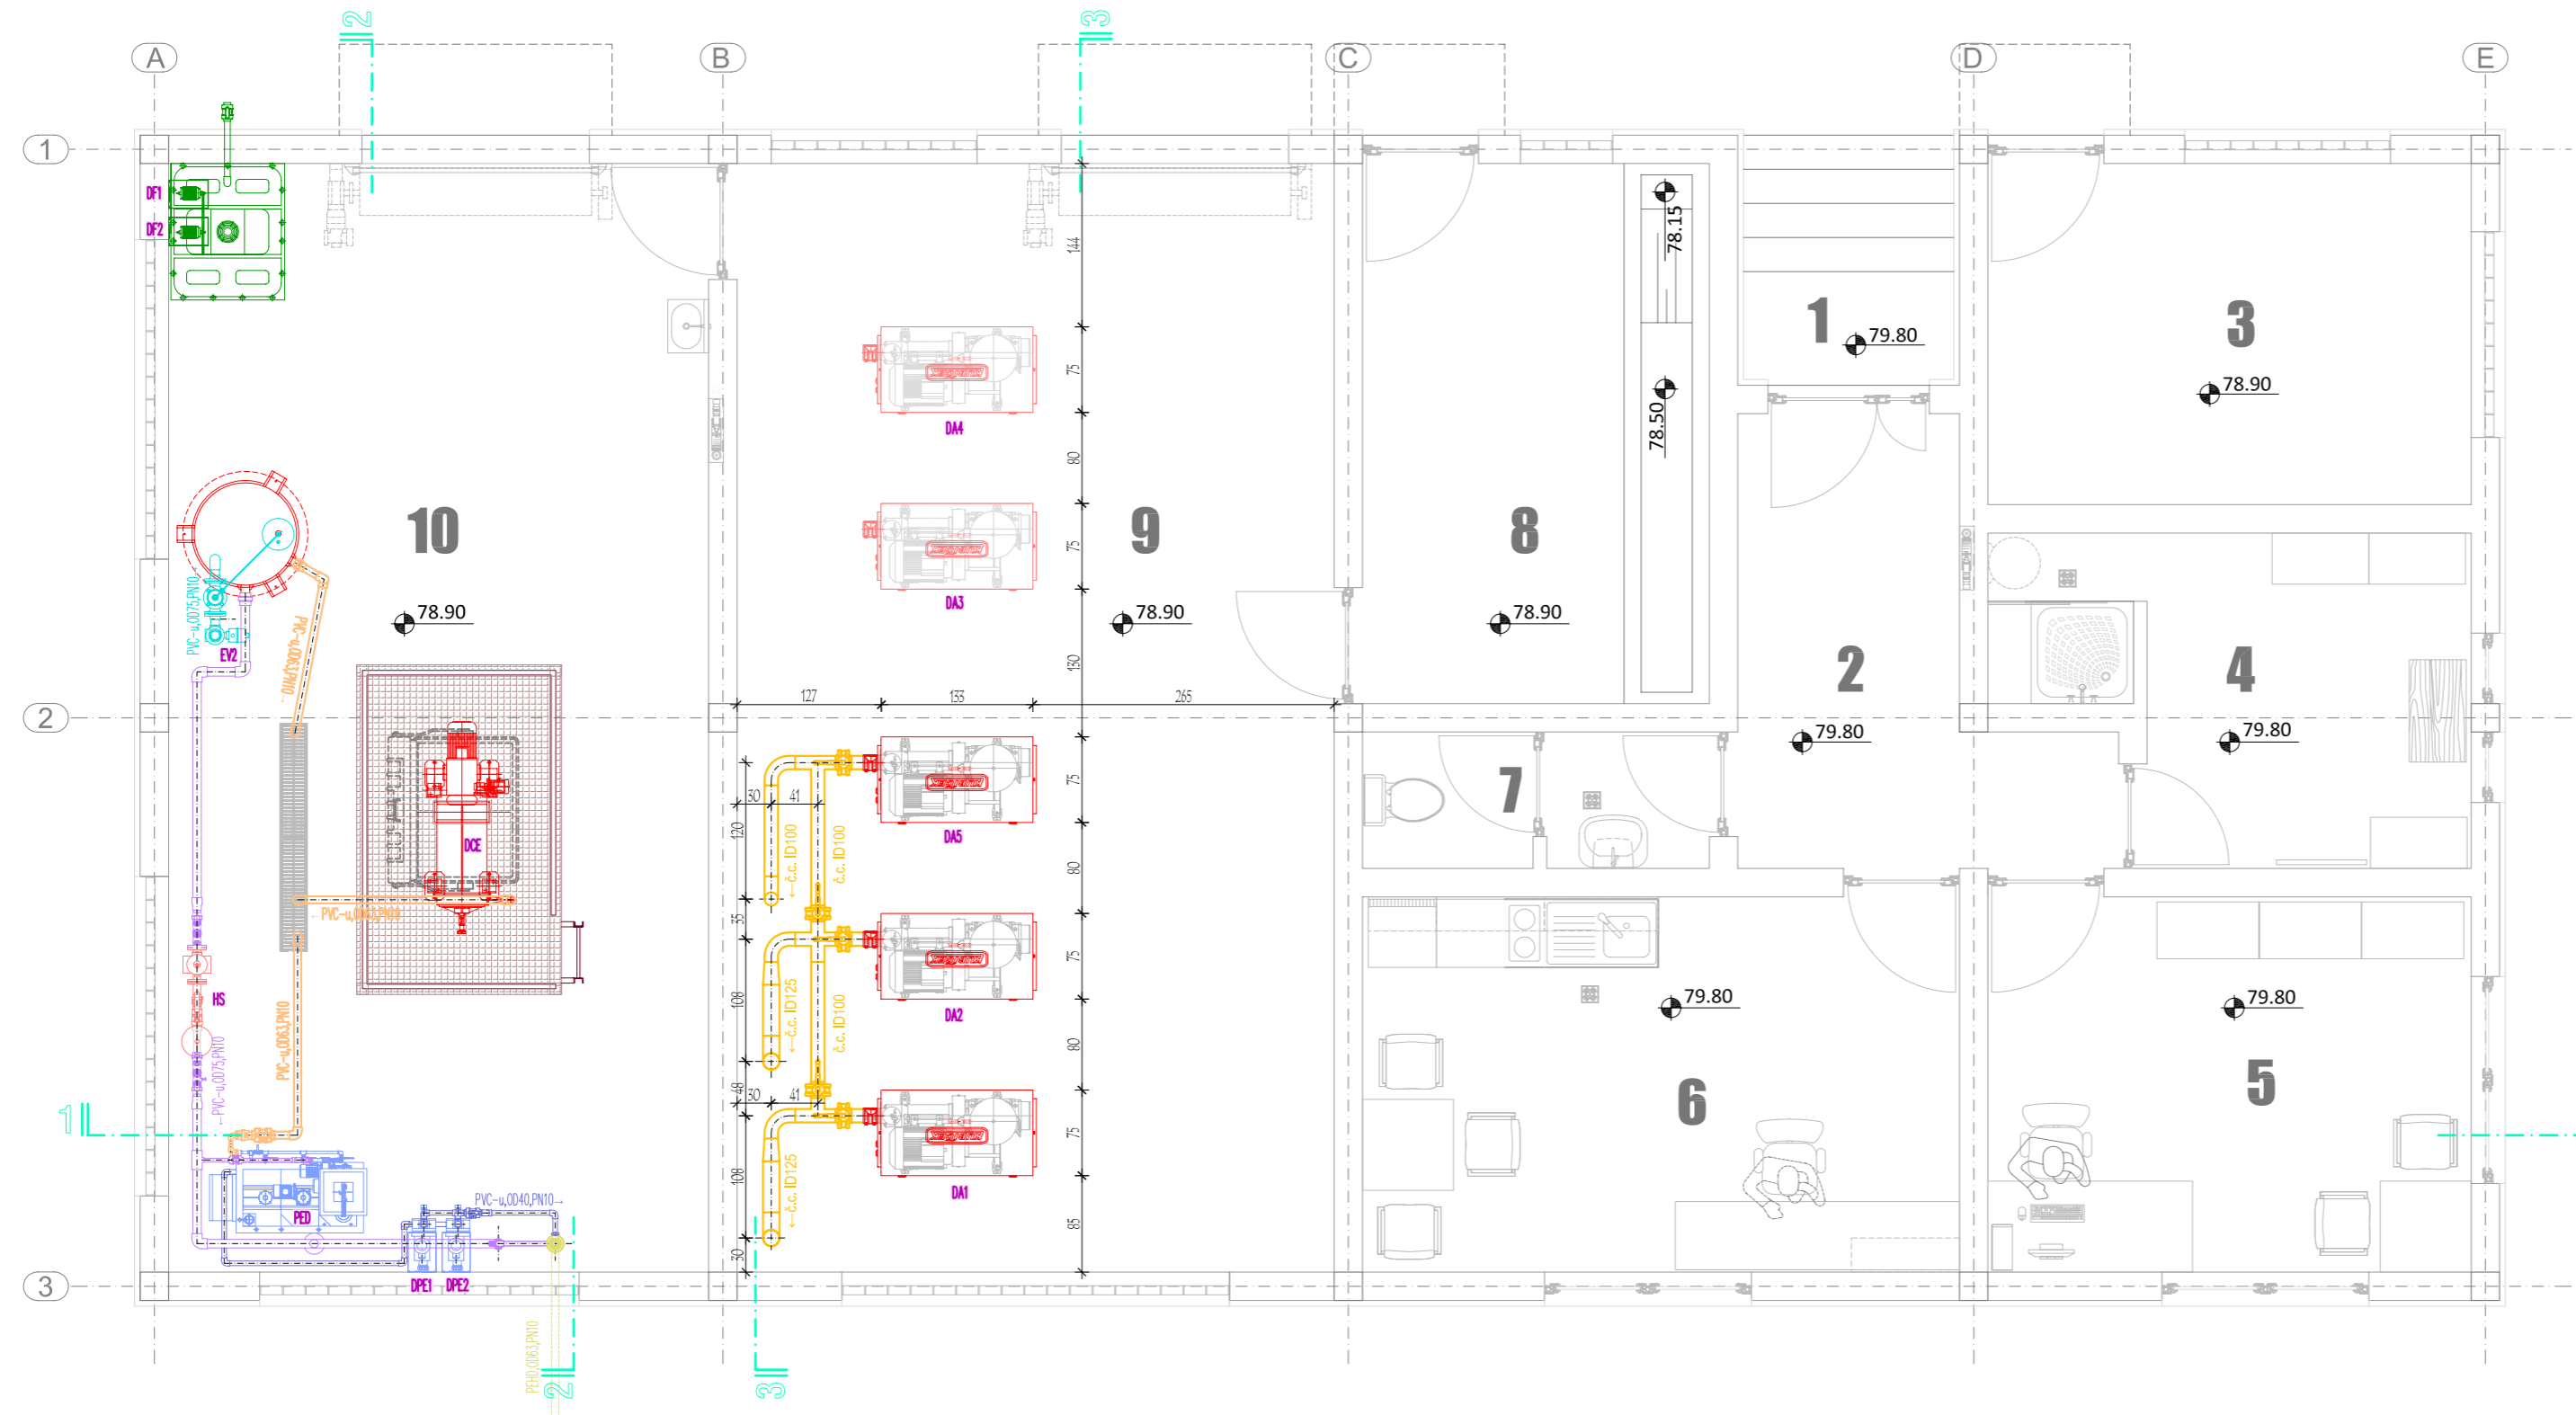 2
3
A
B
C
D
E
1
DF1
DF2
144
78.15
1
79.80
3
78.90
75
DA4
78.50
80
10
9
8
75
PVC-u,OD75,PN10
DA3
PVC-u,OD63,PN10
78.90
78.90
78.90
EV2
130
2
4
127
133
265
2
79.80
79.80
75
7
30
41
120
DCE
DA5
←č.c. ID100
č.c. ID100
80
←PVC-u,OD63,PN10
35
75
HS
108
←č.c. ID125
č.c. ID100
DA2
79.80
79.80
PVC-u,OD63,PN10
←PVC-u,OD75,PN10
80
5
6
48
30
41
1
75
108
←č.c. ID125
DA1
PED
PVC-u,OD40,PN10→
85
30
3
DPE1
DPE2
PEHD,OD63,PN10
2
3